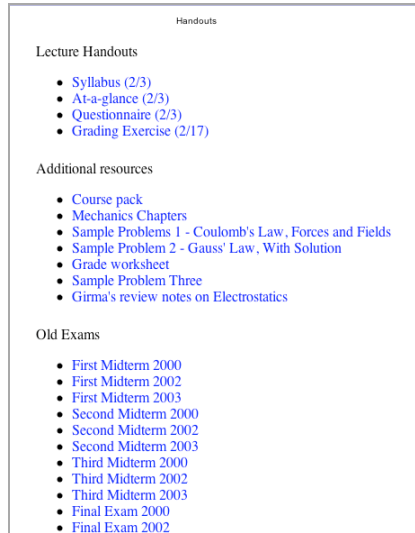 Handouts
Lecture Handouts
Syllabus (2/3)
At-a-glance (2/3)
Questionnaire (2/3)
Grading Exercise (2/17)
Additional resources
Course pack
Mechanics Chapters
Sample Problems 1 - Coulomb's Law, Forces and Fields
Sample Problem 2 - Gauss' Law, With Solution
Grade worksheet
Sample Problem Three
Girma's review notes on Electrostatics
Old Exams
First Midterm 2000
First Midterm 2002
First Midterm 2003
Second Midterm 2000
Second Midterm 2002
Second Midterm 2003
Third Midterm 2000
Third Midterm 2002
Third Midterm 2003
Final Exam 2000
Final Exam 2002